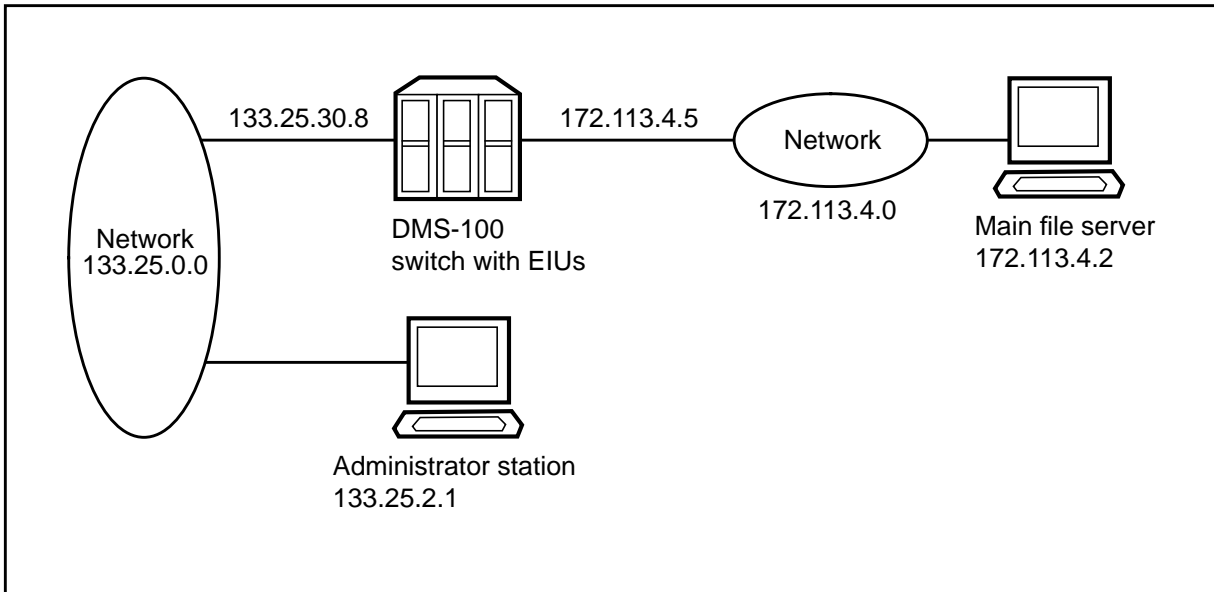 133.25.30.8
172.113.4.5
Network
172.113.4.0
Network
133.25.0.0
DMS-100
switch with EIUs
Main file server
172.113.4.2
Administrator station
133.25.2.1